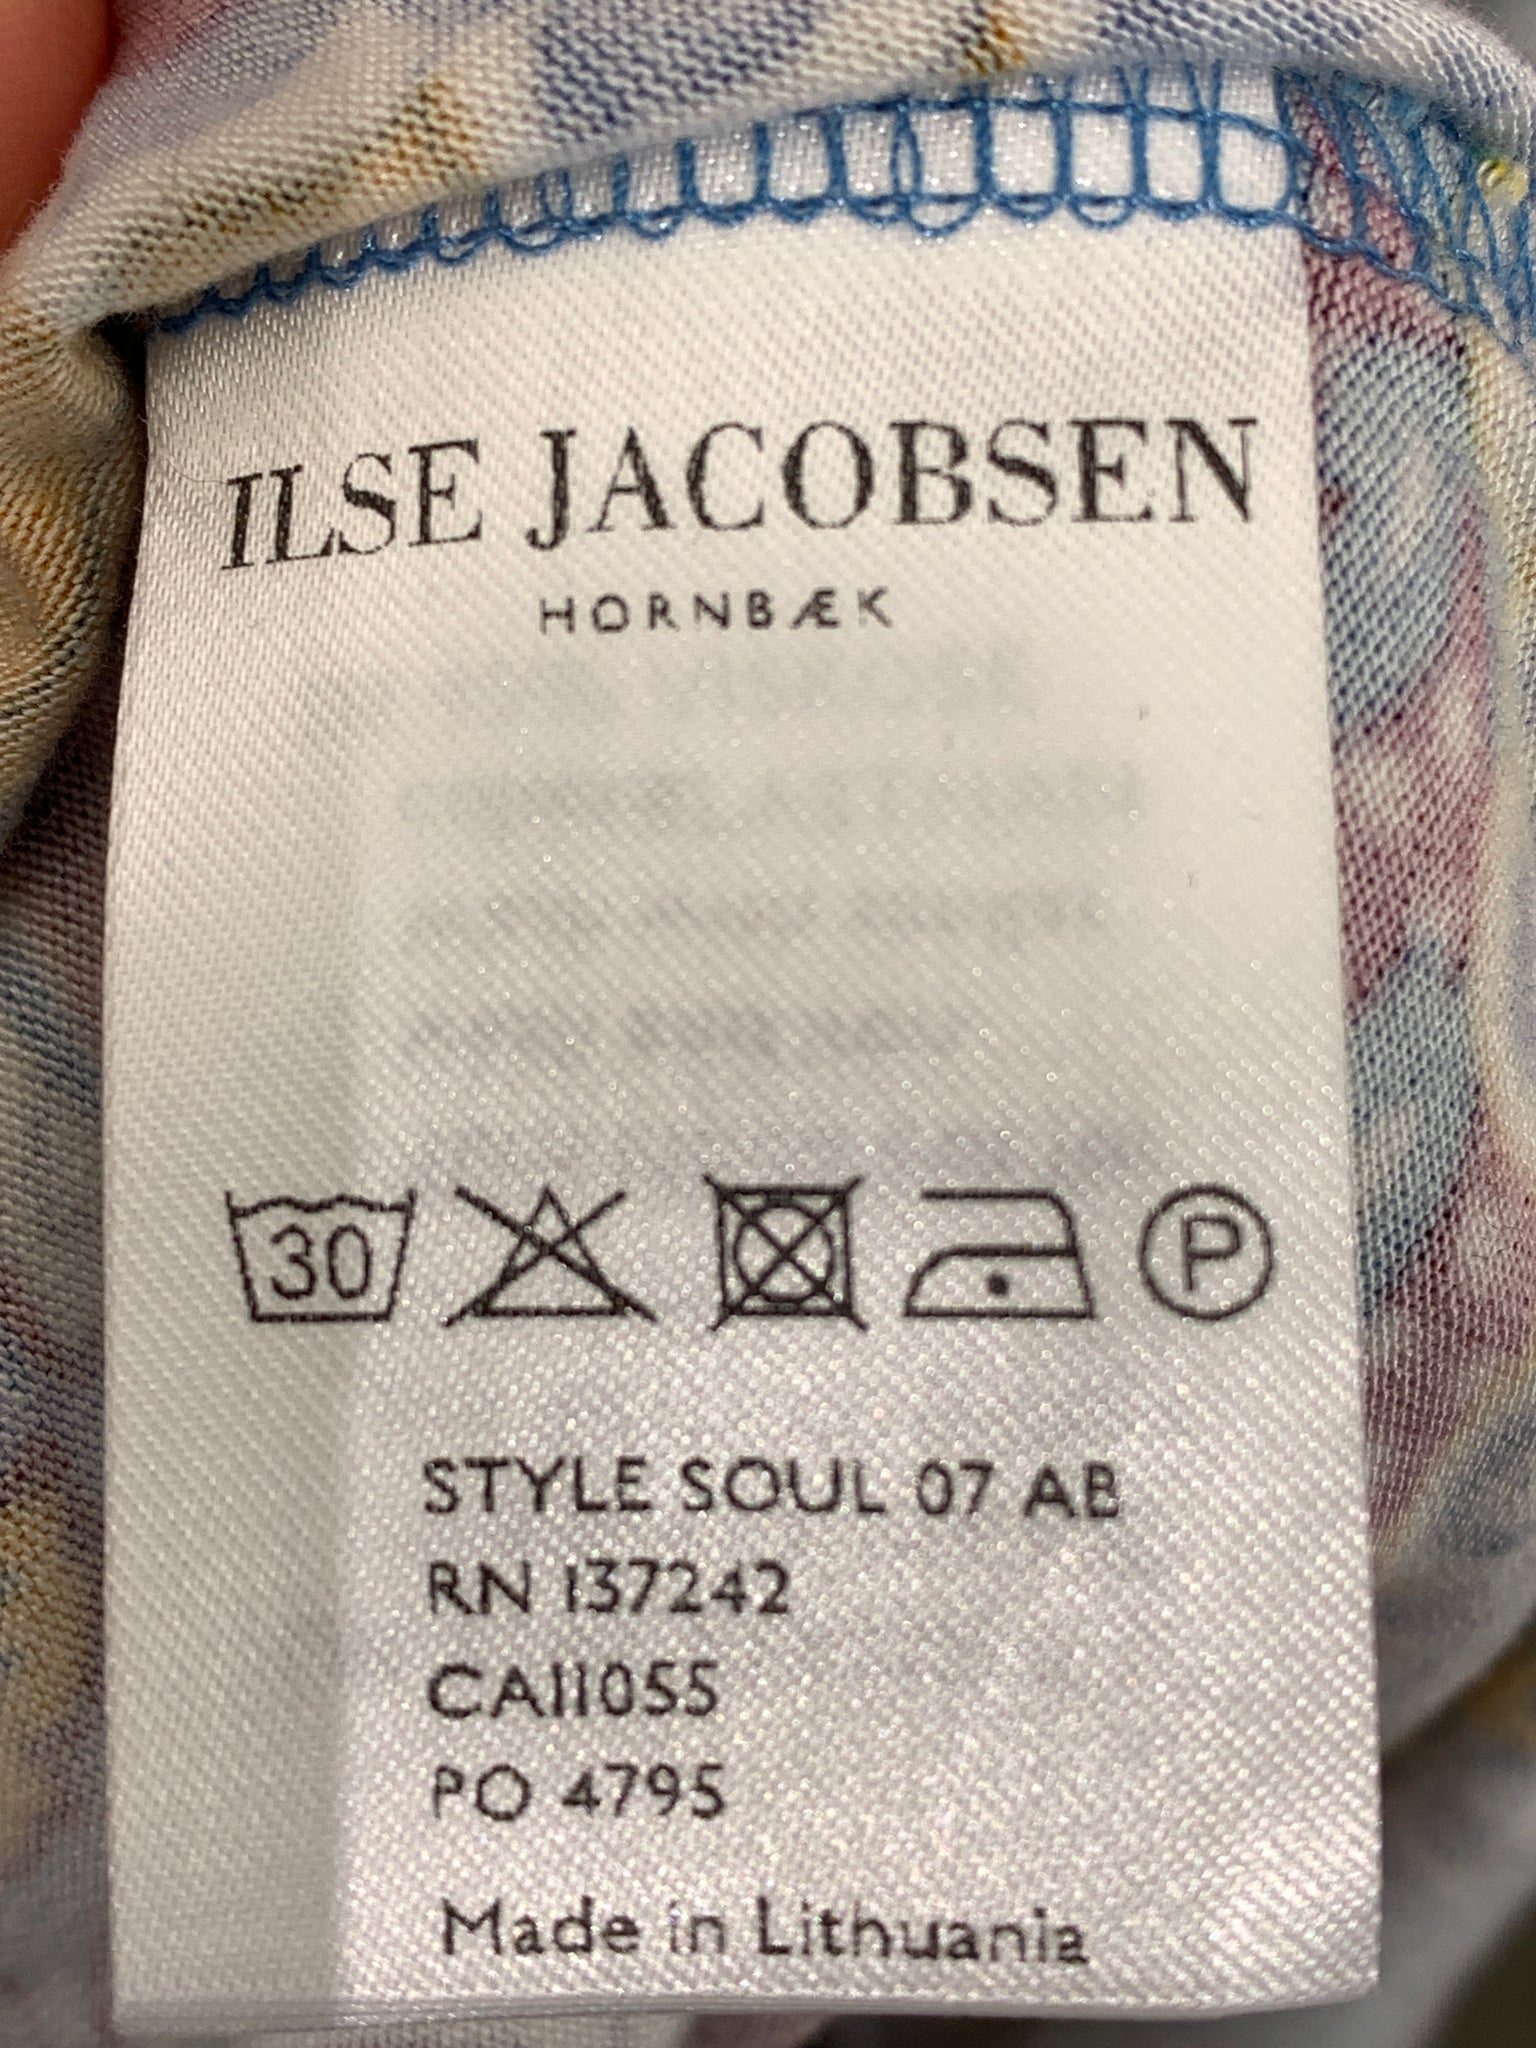 ILSE JACOBSEN
HORNBÆK
30
P
STYLE SOUL 07 AB
RN 137242
CA11055
PO 4795
Made in Lithuania